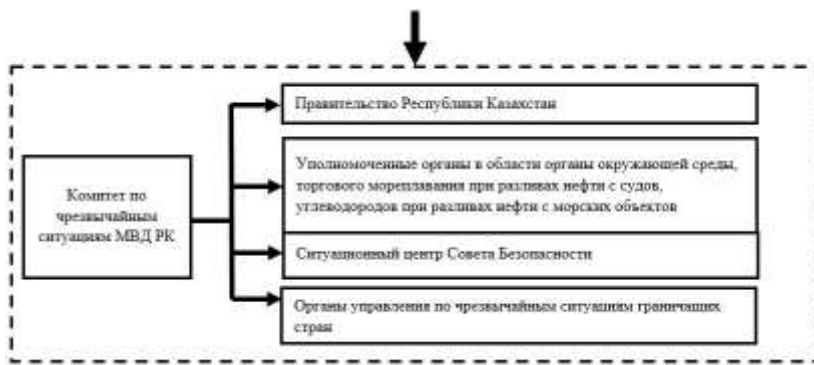 Комитет по
чрезвычайным
ситуациям МВД РК
Правительство Республики Казахстан
Уполномоченные органы в области органы окружающей среды,
торгового мореплавания при разливах нефти с судов,
углеводородов при разливах нефти с морских объектов
Ситуационный центр Совета Безопасности
Органы управления по чрезвычайным ситуациям граничащих
стран